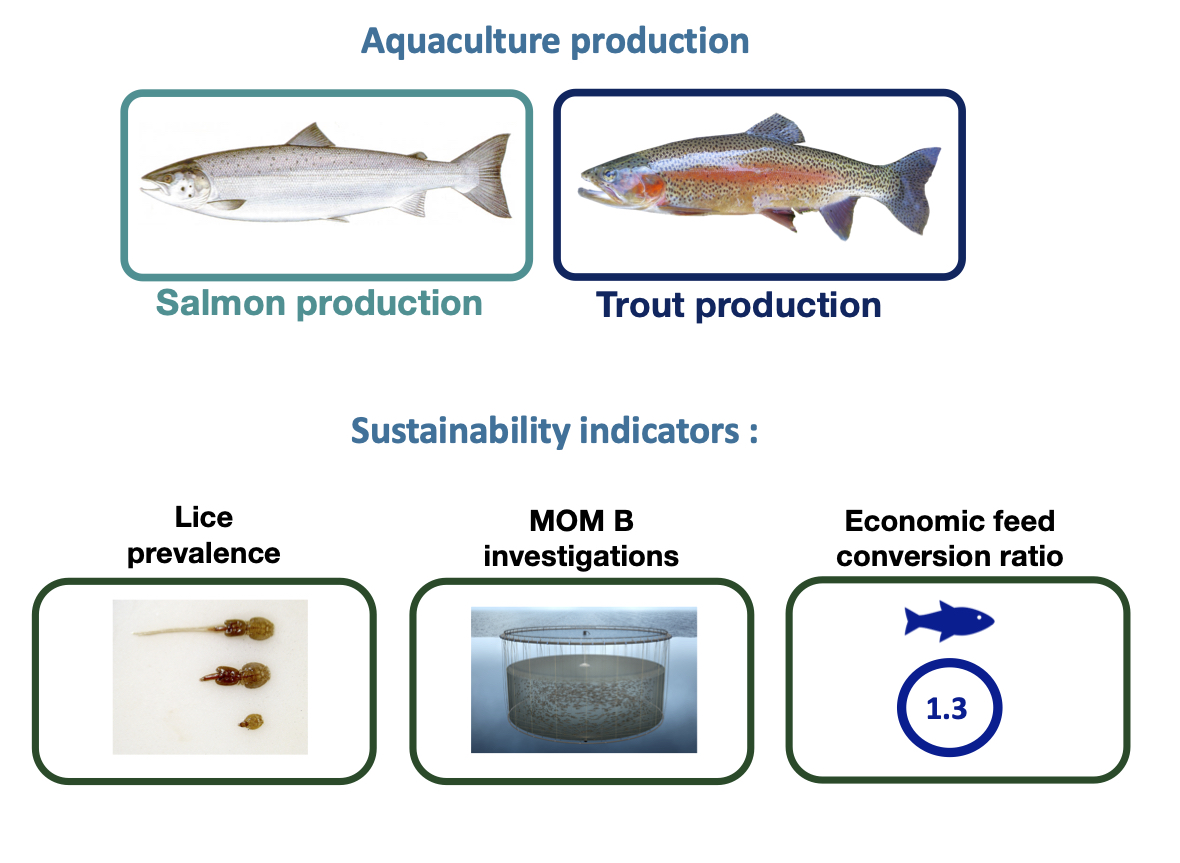 Aquaculture production
Salmon production
Trout production
Sustainability indicators :
Lice
prevalence
MOM B
investigations
Economic feed
conversion ratio
1.3